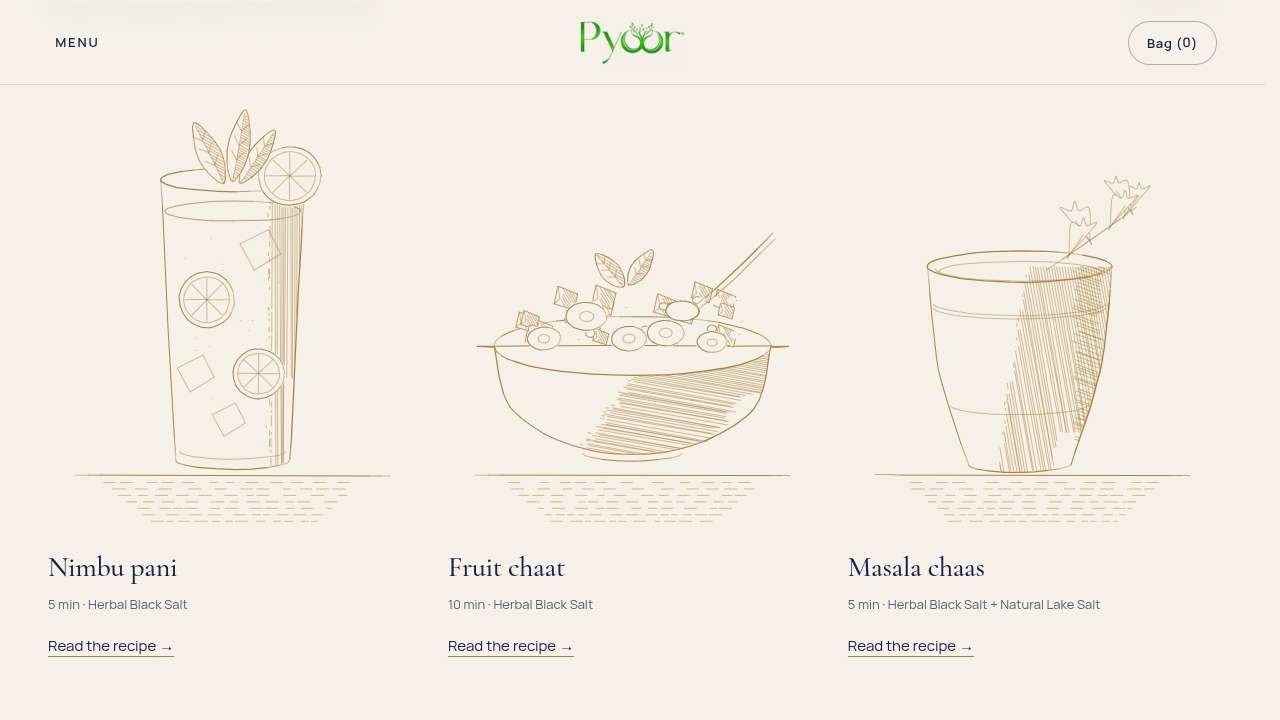 MENU
Pyoor
Bag (0)
Nimbu pani
5 min · Herbal Black Salt
Read the recipe →
Fruit chaat
10 min · Herbal Black Salt
Read the recipe →
Masala chaas
5 min · Herbal Black Salt + Natural Lake Salt
Read the recipe →